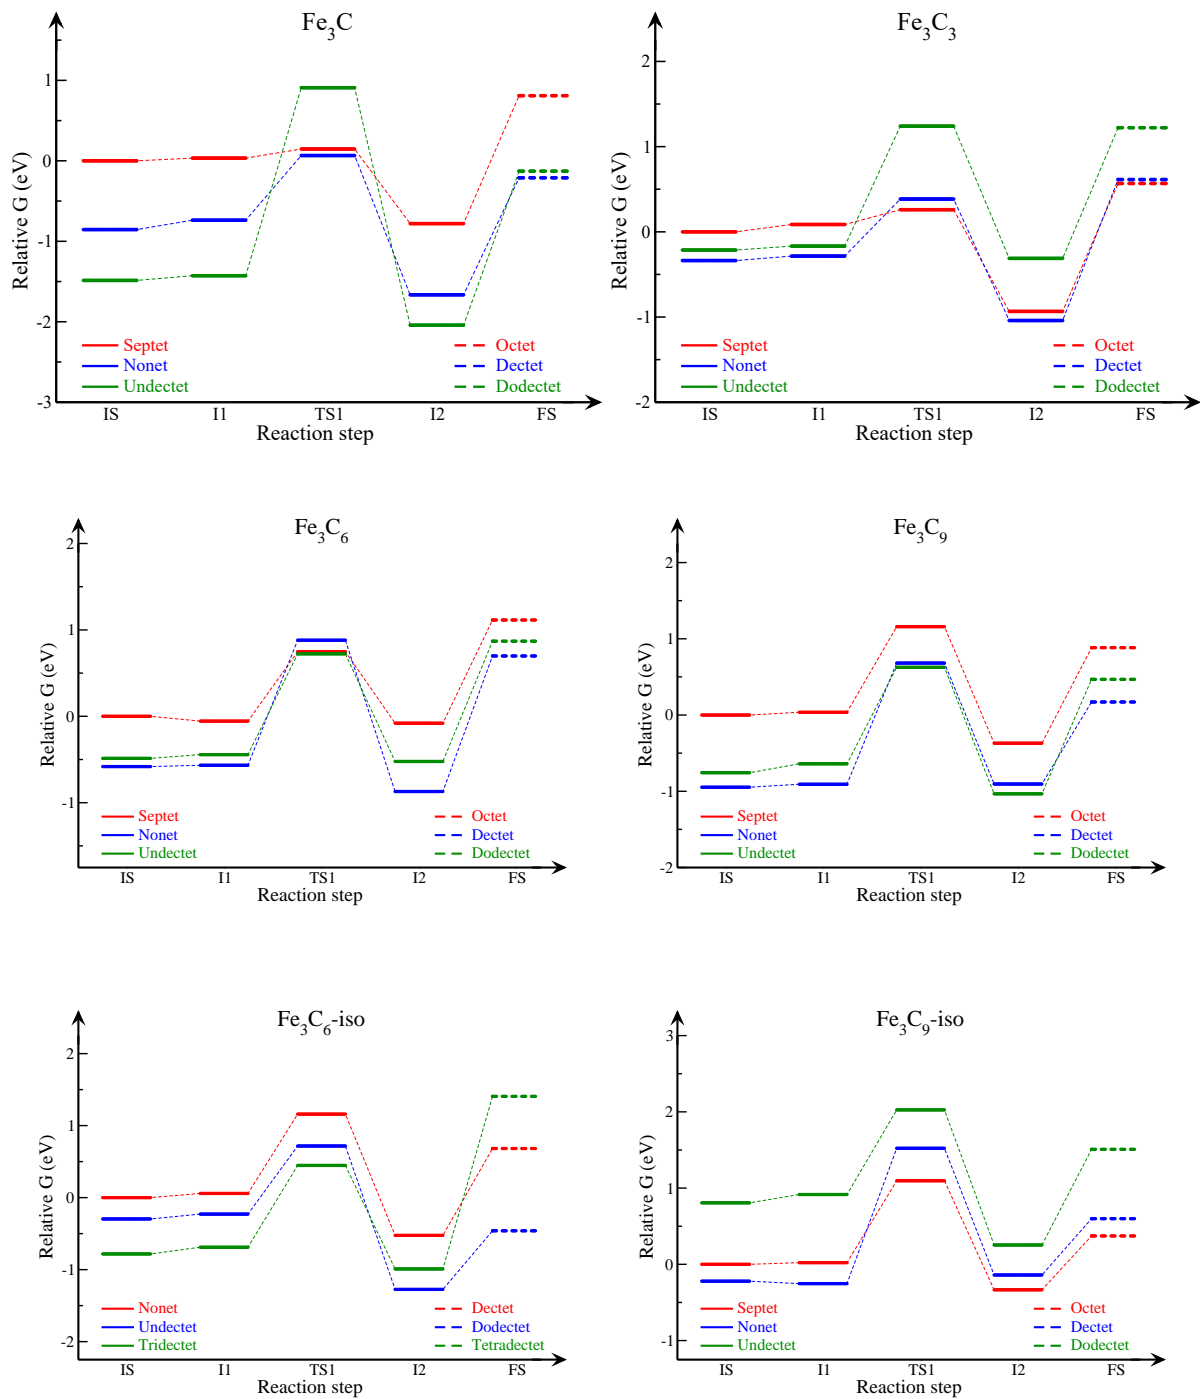 Fe3C
Relative G (eV)
1
0
-1
-2
-3
Septet
Nonet
Undectet
Octet
Dectet
Dodectet
IS I1 TS1 I2 FS
Reaction step
Fe3C3
Relative G (eV)
2
1
0
-1
-2
Septet
Nonet
Undectet
Octet
Dectet
Dodectet
IS I1 TS1 I2 FS
Reaction step
Fe3C6
Relative G (eV)
2
1
0
-1
Septet
Nonet
Undectet
Octet
Dectet
Dodectet
IS I1 TS1 I2 FS
Reaction step
Fe3C9
Relative G (eV)
2
1
0
-1
-2
Septet
Nonet
Undectet
Octet
Dectet
Dodectet
IS I1 TS1 I2 FS
Reaction step
Fe3C6-iso
Relative G (eV)
2
1
0
-1
-2
Nonet
Undectet
Tridectet
Dectet
Dodectet
Tetradectet
IS I1 TS1 I2 FS
Reaction step
Fe3C9-iso
Relative G (eV)
3
2
1
0
-1
Septet
Nonet
Undectet
Octet
Dectet
Dodectet
IS I1 TS1 I2 FS
Reaction step